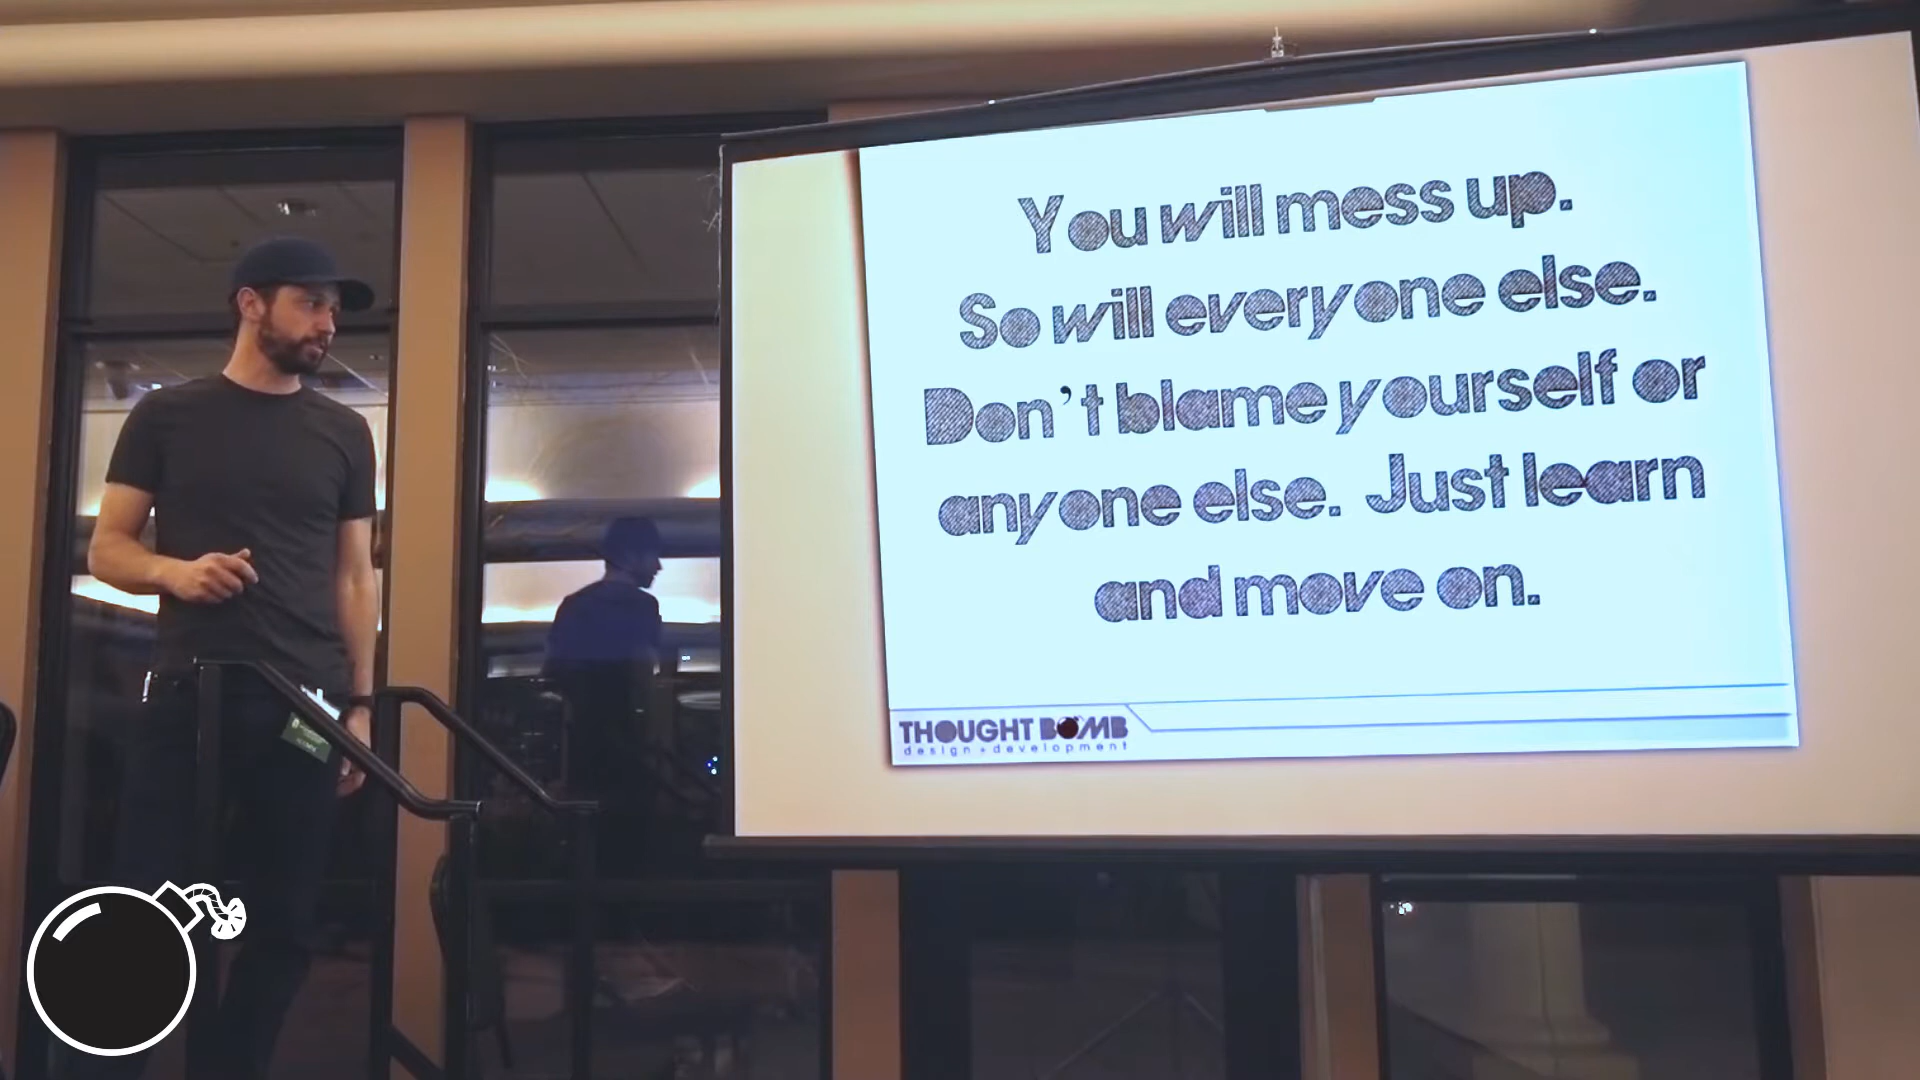 You will mess up.
So will everyone else.
Don't blame yourself or
anyone else. Just learn
and move on.
THOUGHT BOMB
design + development